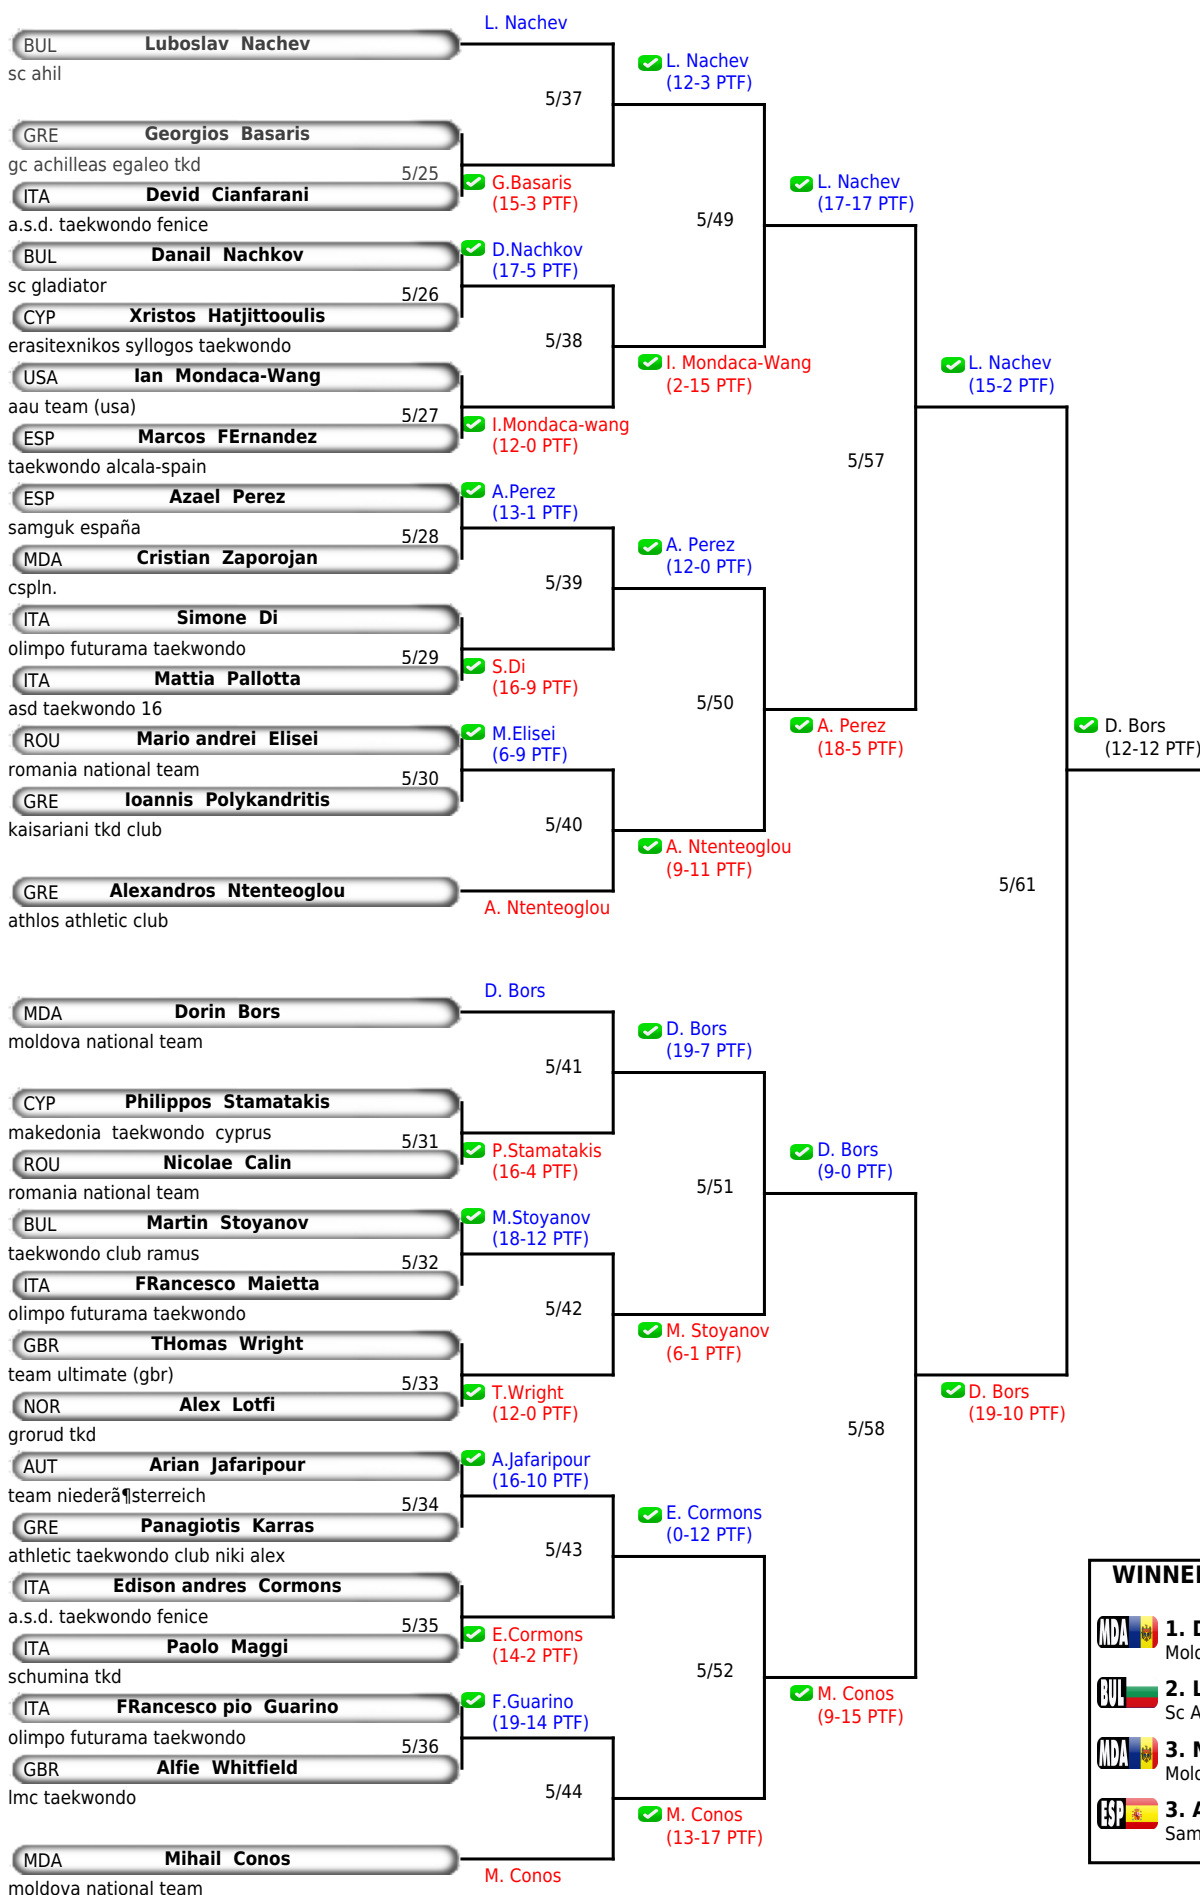 L. Nachev
BUL Luboslav Nachev
sc ahil
L. Nachev
(12-3 PTF)
5/37
GRE Georgios Basaris
gc achilleas egaleo tkd
5/25
G.Basaris
(15-3 PTF)
ITA Devid Cianfarani
a.s.d. taekwondo fenice
L. Nachev
(17-17 PTF)
5/49
BUL Danail Nachkov
sc gladiator
D.Nachkov
(17-5 PTF)
5/26
CYP Xristos Hatjittooulis
erasitexnikos syllogos taekwondo
5/38
I. Mondaca-Wang
(2-15 PTF)
USA Ian Mondaca-Wang
aau team (usa)
5/27
I.Mondaca-wang
(12-0 PTF)
ESP Marcos FErnandez
taekwondo alcala-spain
L. Nachev
(15-2 PTF)
5/57
ESP Azael Perez
samguk españa
A.Perez
(13-1 PTF)
5/28
MDA Cristian Zaporojan
cspln.
A. Perez
(12-0 PTF)
5/39
ITA Simone Di
olimpo futurama taekwondo
5/29
S.Di
(16-9 PTF)
ITA Mattia Pallotta
asd taekwondo 16
5/50
A. Perez
(18-5 PTF)
D. Bors
(12-12 PTF)
ROU Mario andrei Elisei
romania national team
M.Elisei
(6-9 PTF)
5/30
GRE Ioannis Polykandritis
kaisariani tkd club
5/40
A. Ntenteoglou
(9-11 PTF)
GRE Alexandros Ntenteoglou
athlos athletic club
A. Ntenteoglou
5/61
D. Bors
MDA Dorin Bors
moldova national team
D. Bors
(19-7 PTF)
5/41
CYP Philippos Stamatakis
makedonia taekwondo cyprus
5/31
P.Stamatakis
(16-4 PTF)
ROU Nicolae Calin
romania national team
D. Bors
(9-0 PTF)
5/51
BUL Martin Stoyanov
taekwondo club ramus
M.Stoyanov
(18-12 PTF)
5/32
ITA FRancesco Maietta
olimpo futurama taekwondo
5/42
M. Stoyanov
(6-1 PTF)
GBR THomas Wright
team ultimate (gbr)
5/33
T.Wright
(12-0 PTF)
NOR Alex Lotfi
grorud tkd
D. Bors
(19-10 PTF)
5/58
AUT Arian Jafaripour
team niederã¶sterreich
A.Jafaripour
(16-10 PTF)
5/34
GRE Panagiotis Karras
athletic taekwondo club niki alex
E. Cormons
(0-12 PTF)
5/43
ITA Edison andres Cormons
a.s.d. taekwondo fenice
5/35
E.Cormons
(14-2 PTF)
ITA Paolo Maggi
schumina tkd
5/52
M. Conos
(9-15 PTF)
ITA FRancesco pio Guarino
olimpo futurama taekwondo
F.Guarino
(19-14 PTF)
5/36
GBR Alfie Whitfield
lmc taekwondo
5/44
M. Conos
(13-17 PTF)
MDA Mihail Conos
moldova national team
M. Conos
MDA 1.
BUL 2. L
Sc A
MDA 3.
ESP 3. A